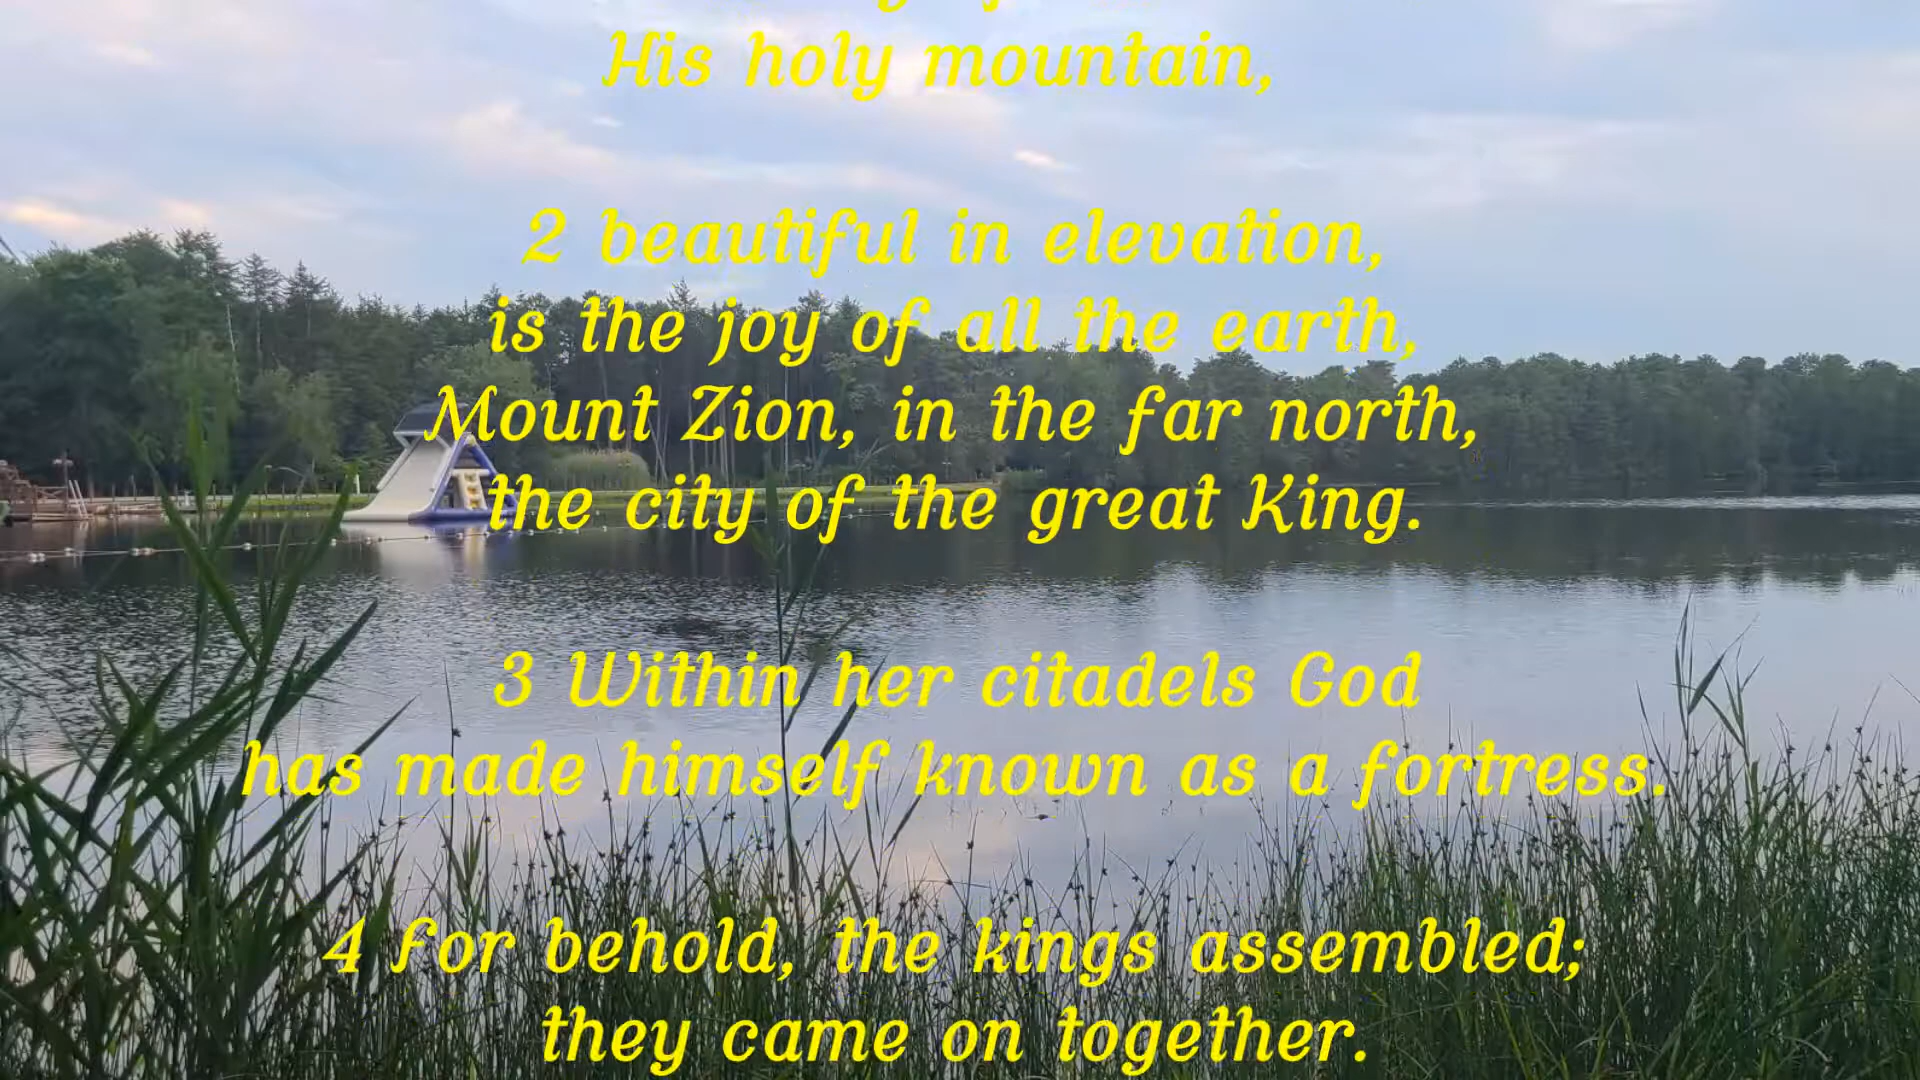 His holy mountain,
2 beautiful in elevation,
is the joy of all the earth,
Mount Zion, in the far north,
the city of the great King.
3 Within her citadels God
has made himself known as a fortress.
4 For behold, the kings assembled;
they came on together.